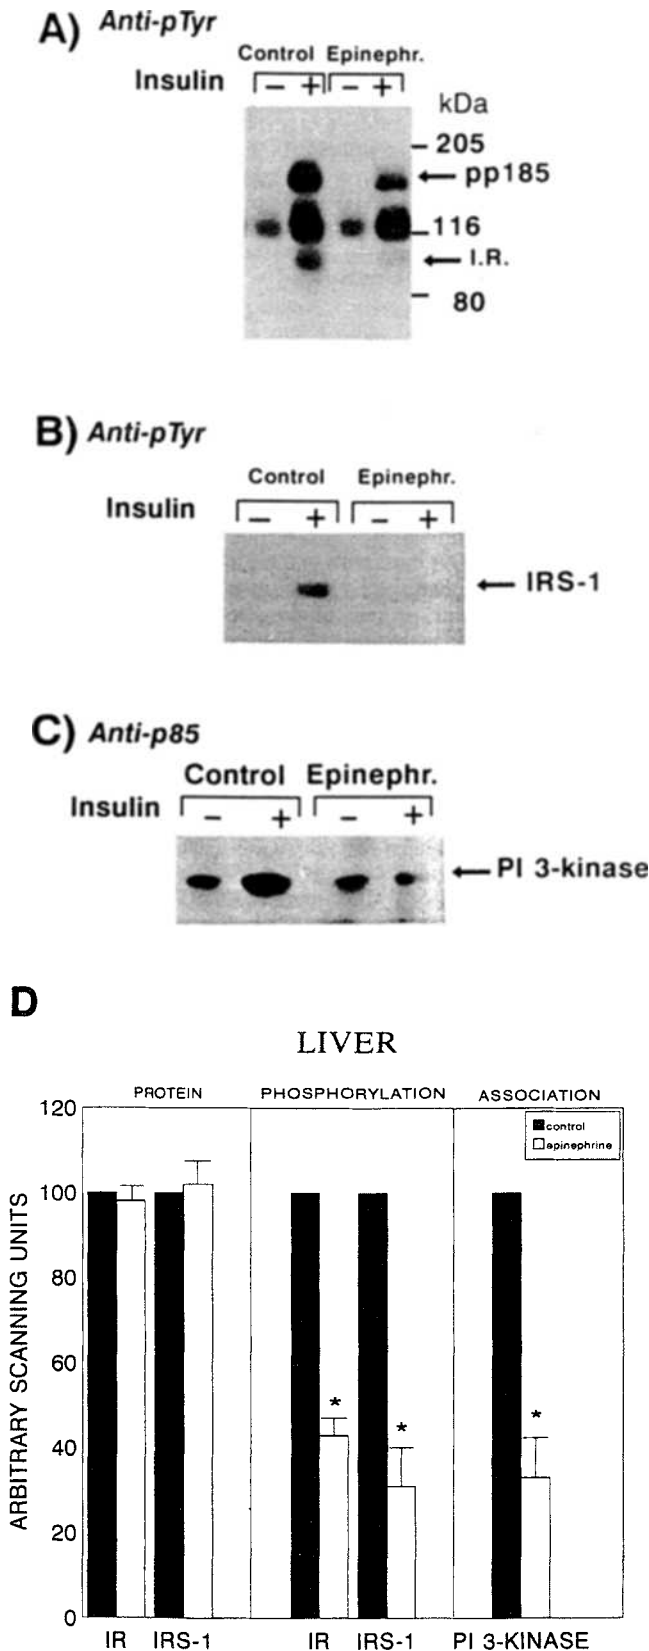 A) Anti-pTyr
Control Epinephr.
Insulin − + − +
kDa
205
pp185
116
I.R.
80
B) Anti-pTyr
Control Epinephr.
Insulin − + − +
IRS-1
C) Anti-p85
Control Epinephr.
Insulin − + − +
PI 3-kinase
D
LIVER
PROTEIN PHOSPHORYLATION ASSOCIATION
control
epinephrine
ARBITRARY SCANNING UNITS
120
100
80
60
40
20
0
*
*
*
IR IRS-1 IR IRS-1 PI 3-KINASE